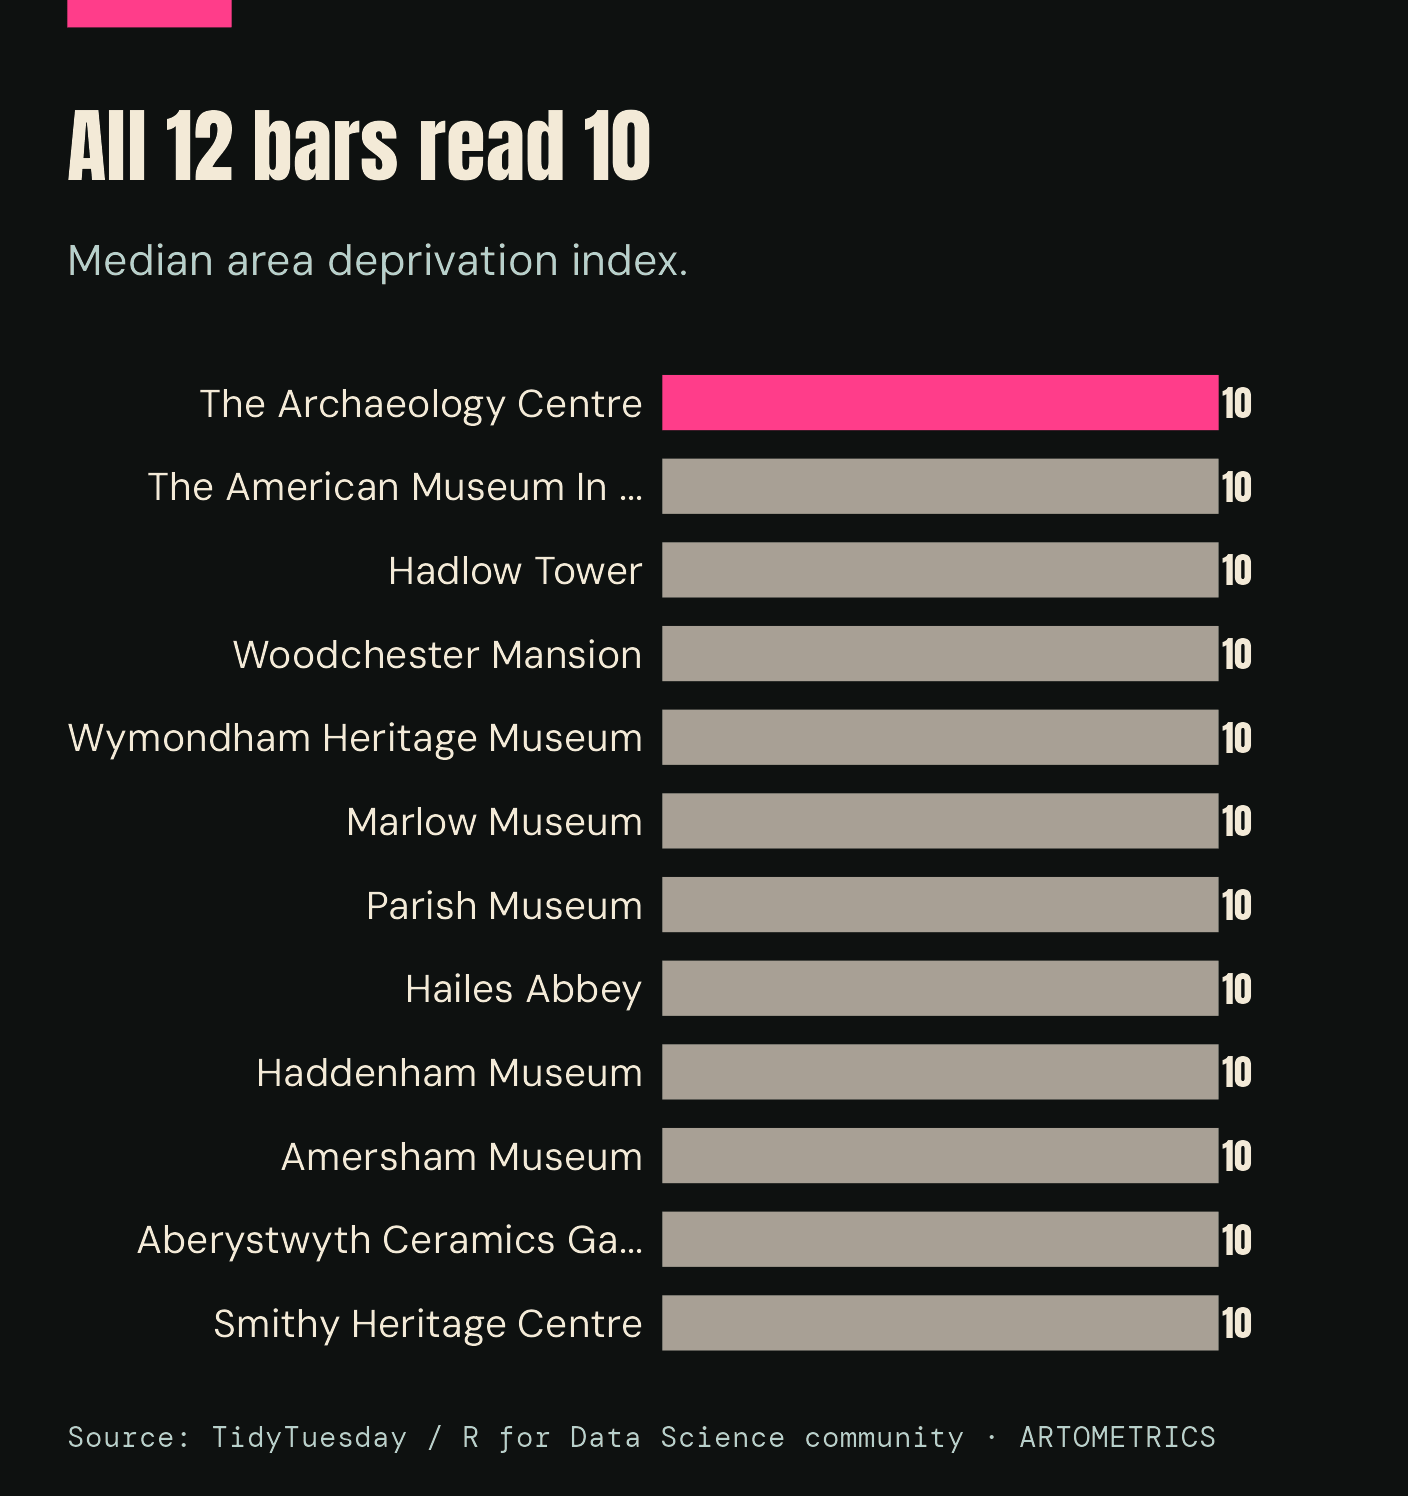 All 12 bars read 10
Median area deprivation index.
The Archaeology Centre 10
The American Museum In ... 10
Hadlow Tower 10
Woodchester Mansion 10
Wymondham Heritage Museum 10
Marlow Museum 10
Parish Museum 10
Hailes Abbey 10
Haddenham Museum 10
Amersham Museum 10
Aberystwyth Ceramics Ga... 10
Smithy Heritage Centre 10
Source: TidyTuesday / R for Data Science community · ARTOMETRICS